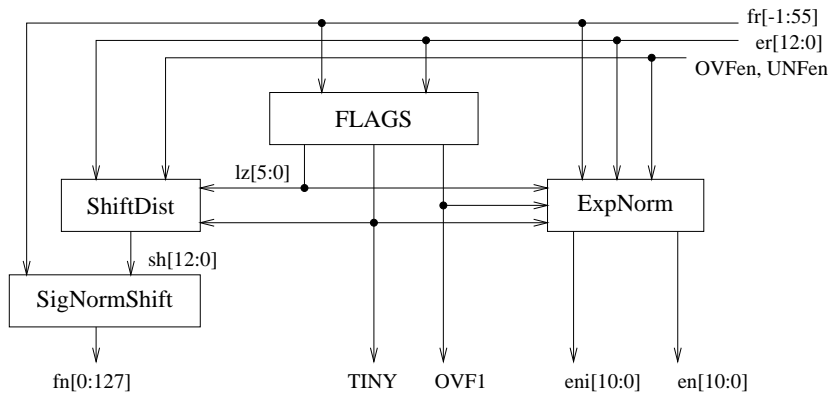 fr[-1:55]
er[12:0]
OVFen, UNFen
FLAGS
lz[5:0]
ShiftDist
ExpNorm
sh[12:0]
SigNormShift
fn[0:127]
TINY
OVF1
eni[10:0]
en[10:0]